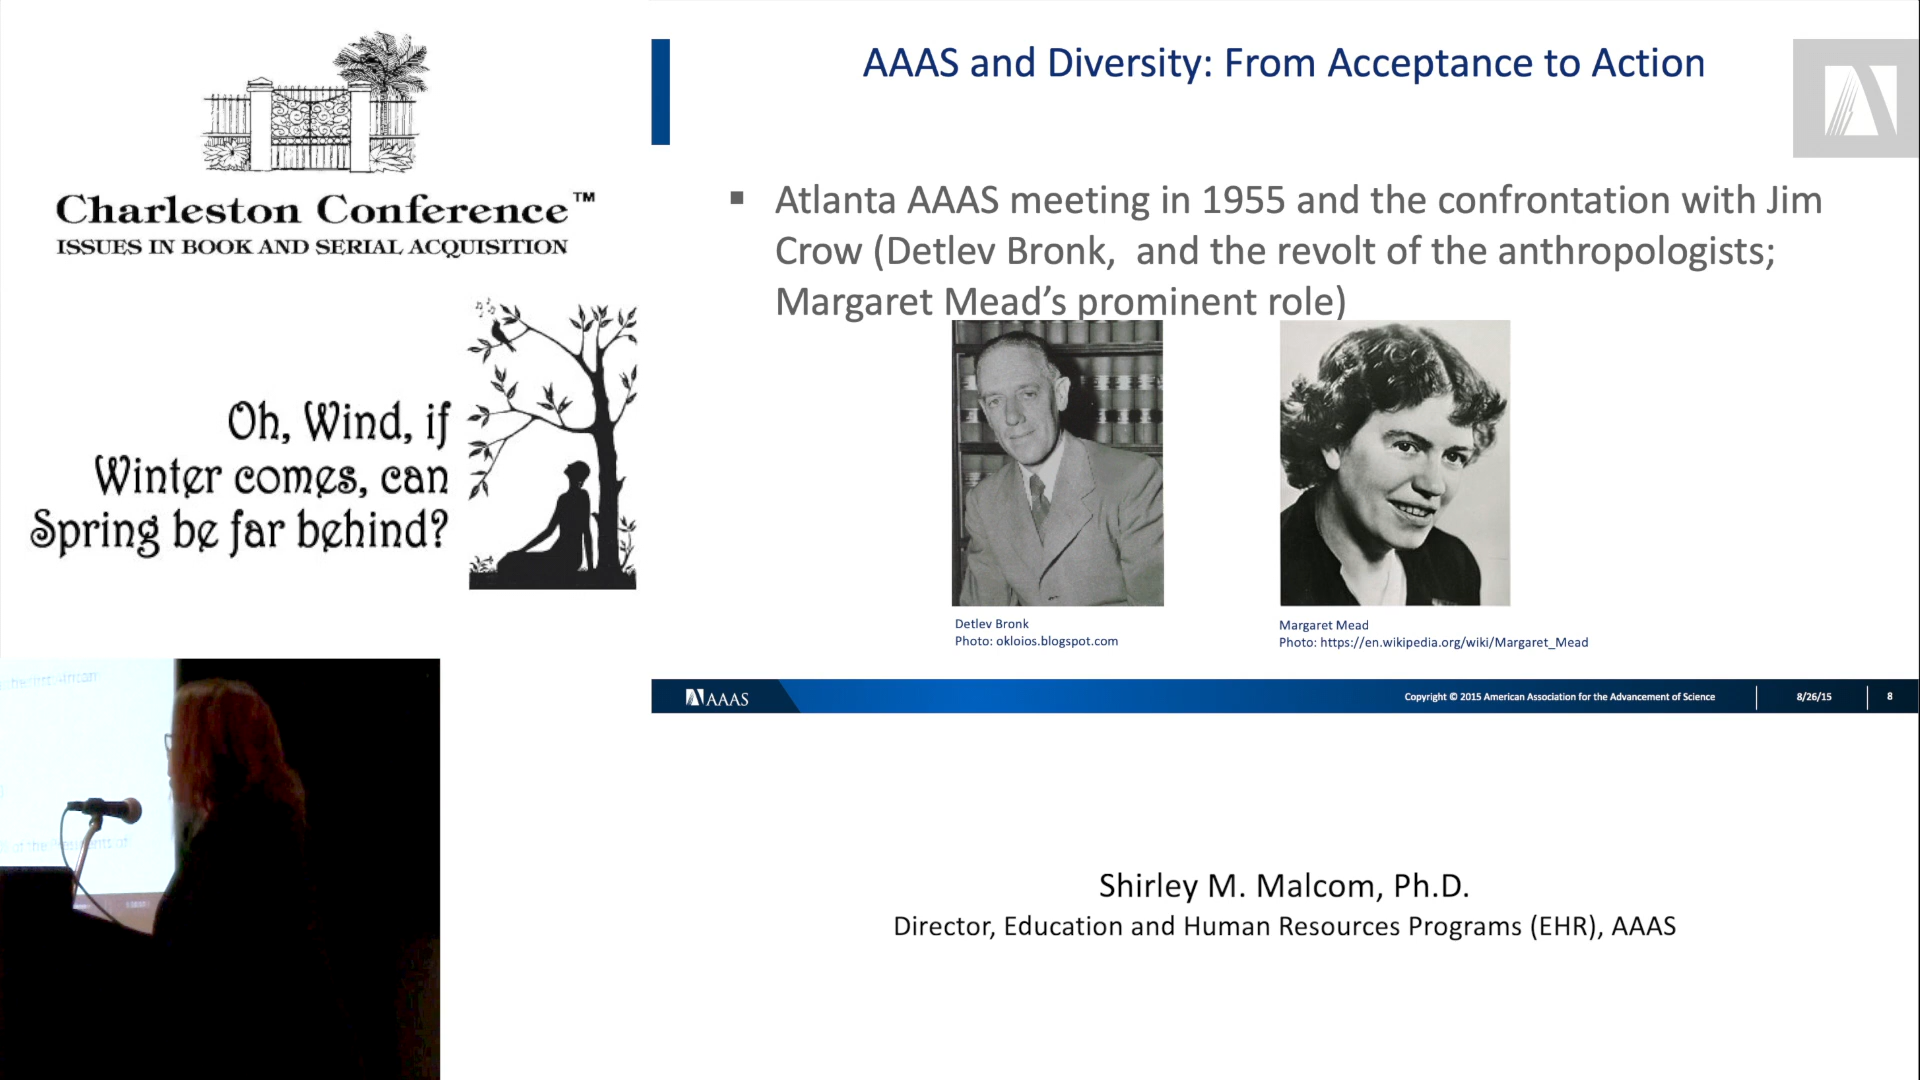 Charleston Conference™
ISSUES IN BOOK AND SERIAL ACQUISITION
Oh, Wind, if
Winter comes, can
Spring be far behind?
AAAS and Diversity: From Acceptance to Action
▪ Atlanta AAAS meeting in 1955 and the confrontation with Jim
Crow (Detlev Bronk, and the revolt of the anthropologists;
Margaret Mead’s prominent role)
Detlev Bronk
Photo: okloios.blogspot.com
Margaret Mead
Photo: https://en.wikipedia.org/wiki/Margaret_Mead
AAAS
Copyright © 2015 American Association for the Advancement of Science
8/26/15
8
Shirley M. Malcom, Ph.D.
Director, Education and Human Resources Programs (EHR), AAAS